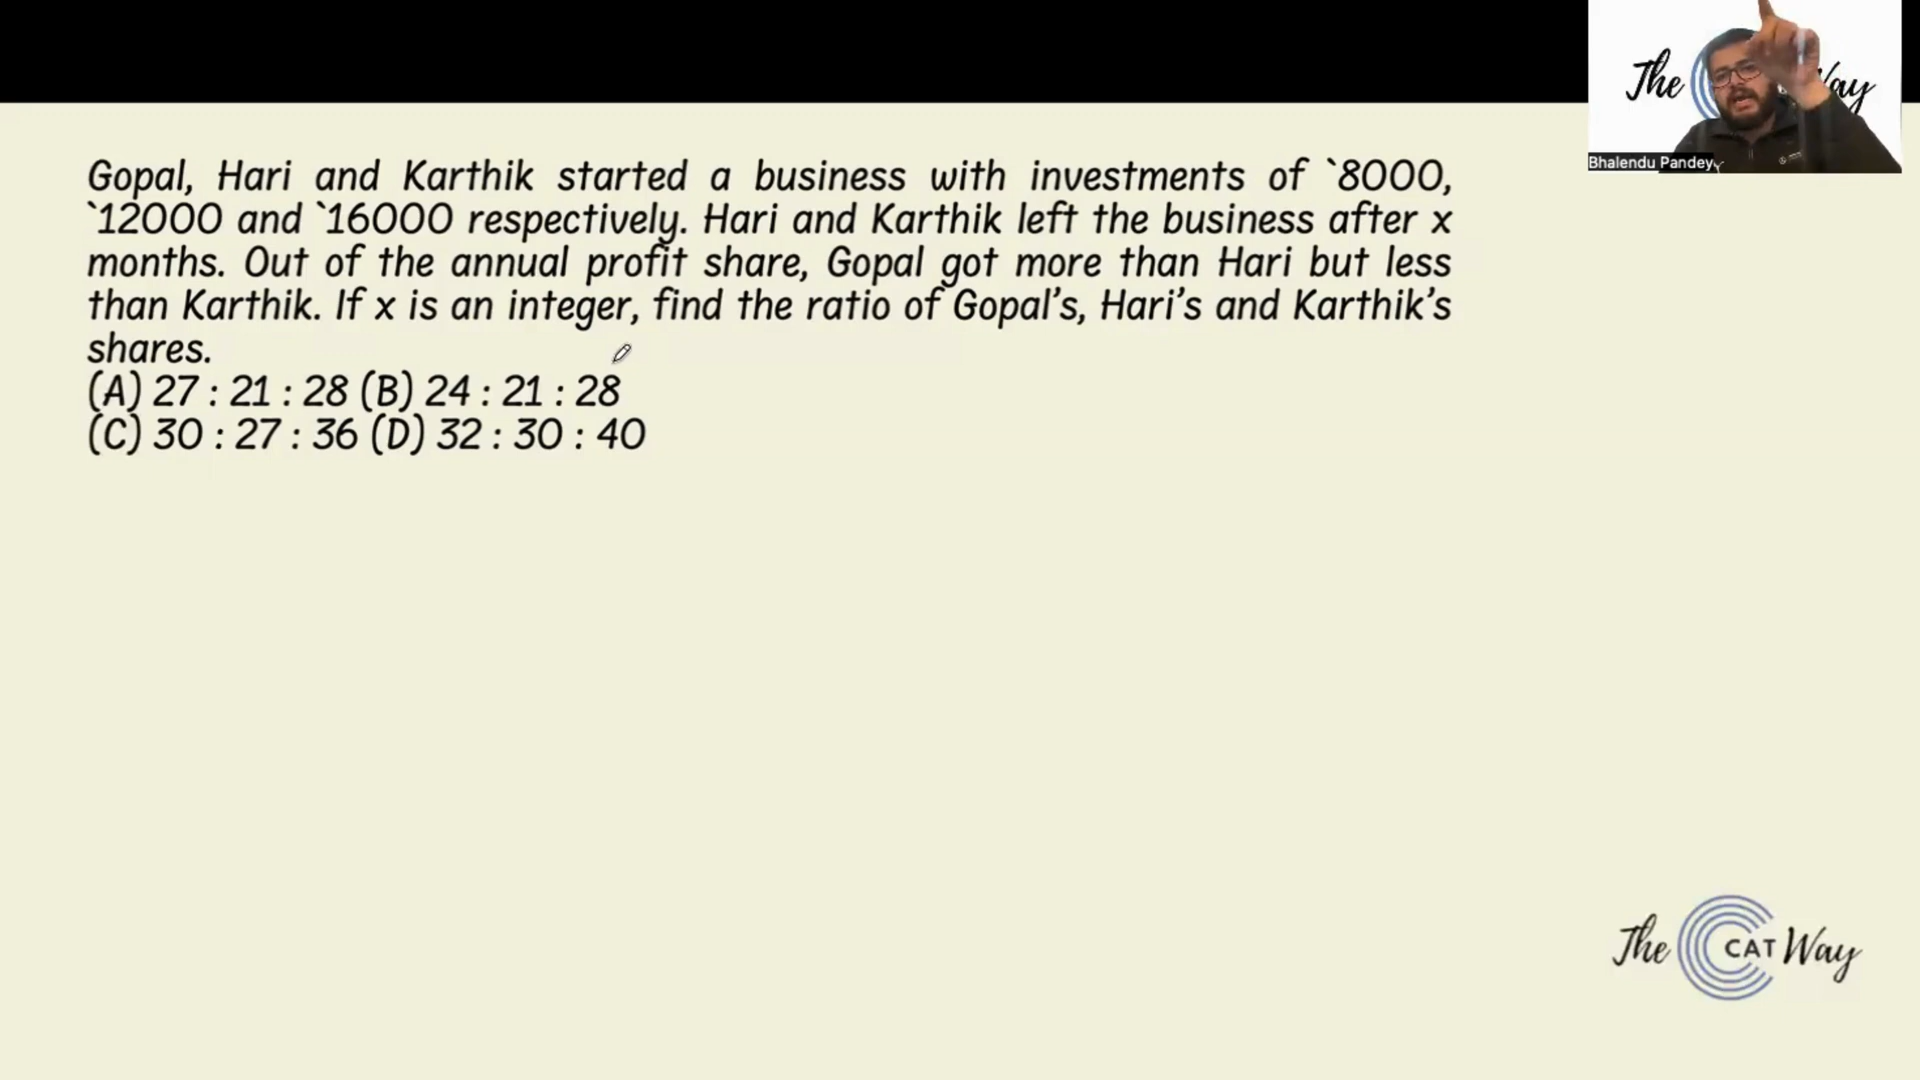 The Way
Bhalendu Pandey
Gopal, Hari and Karthik started a business with investments of `8000,
`12000 and `16000 respectively. Hari and Karthik left the business after x
months. Out of the annual profit share, Gopal got more than Hari but less
than Karthik. If x is an integer, find the ratio of Gopal’s, Hari’s and Karthik’s
shares.
(A) 27 : 21 : 28 (B) 24 : 21 : 28
(C) 30 : 27 : 36 (D) 32 : 30 : 40
The CAT Way